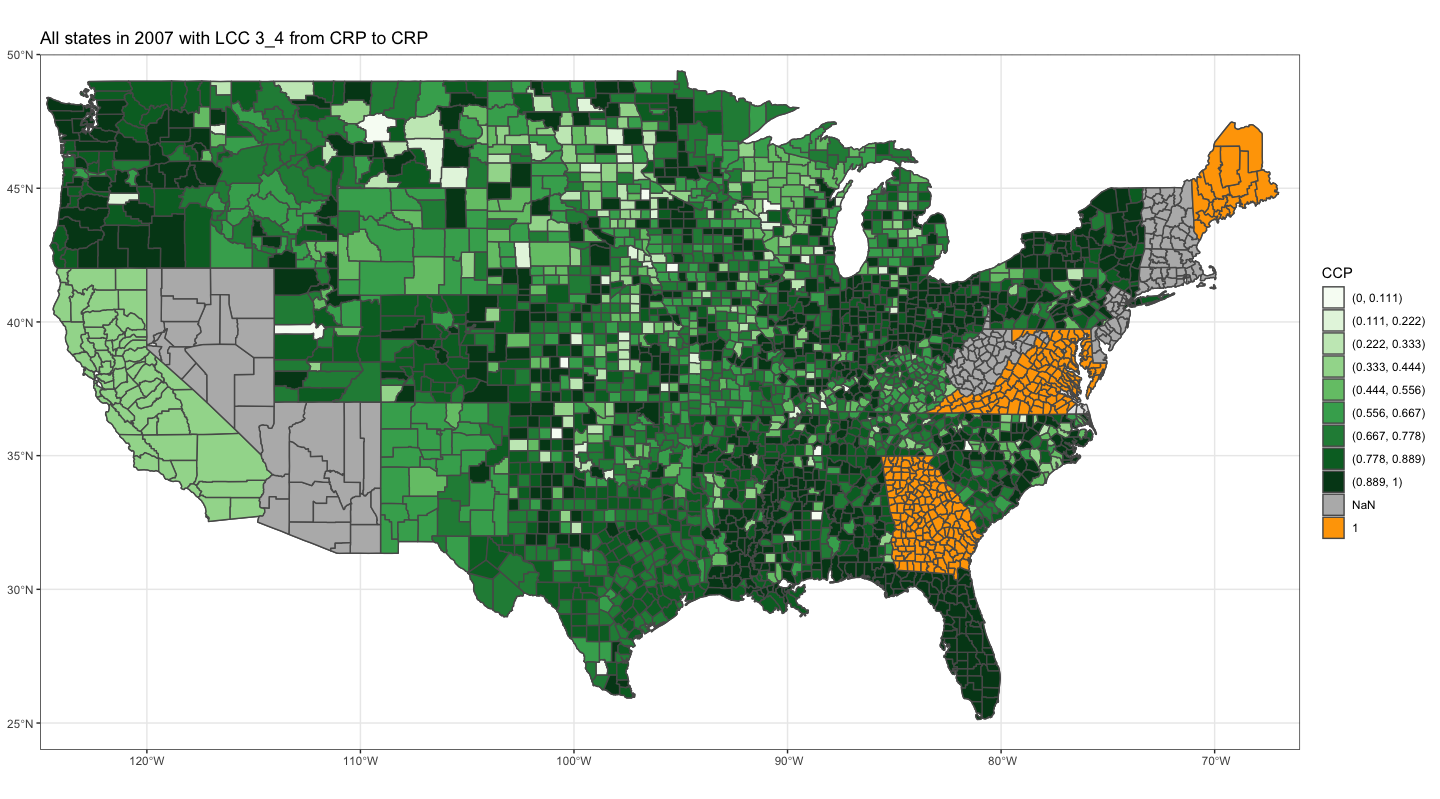 All states in 2007 with LCC 3_4 from CRP to CRP
50°N
45°N
40°N
35°N
30°N
25°N
120°W
110°W
100°W
90°W
80°W
70°W
CCP
(0, 0.111)
(0.111, 0.222)
(0.222, 0.333)
(0.333, 0.444)
(0.444, 0.556)
(0.556, 0.667)
(0.667, 0.778)
(0.778, 0.889)
(0.889, 1)
NaN
1